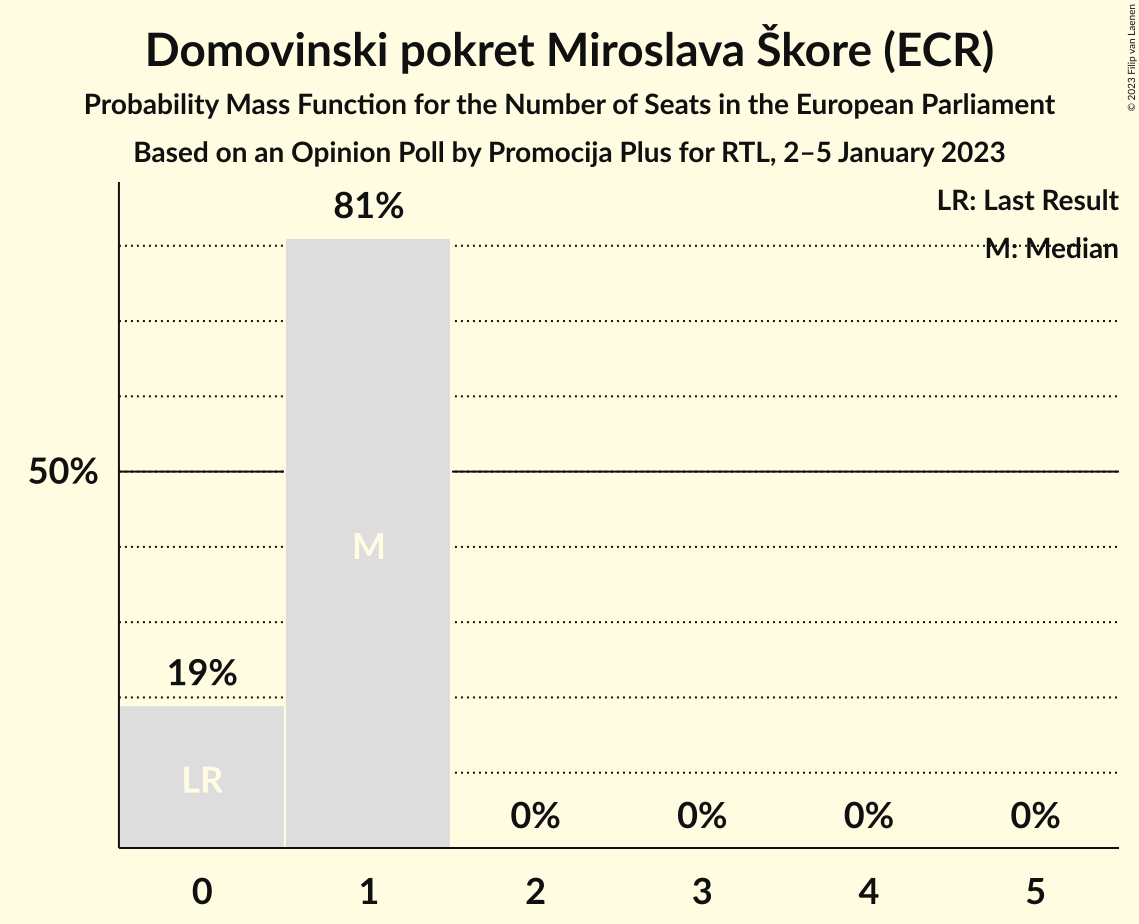 Domovinski pokret Miroslava Škore (ECR)
Probability Mass Function for the Number of Seats in the European Parliament
Based on an Opinion Poll by Promocija Plus for RTL, 2–5 January 2023
© 2023 Filip van Laenen
LR: Last Result
M: Median
81%
50%
M
19%
LR
0% 0% 0% 0%
0 1 2 3 4 5